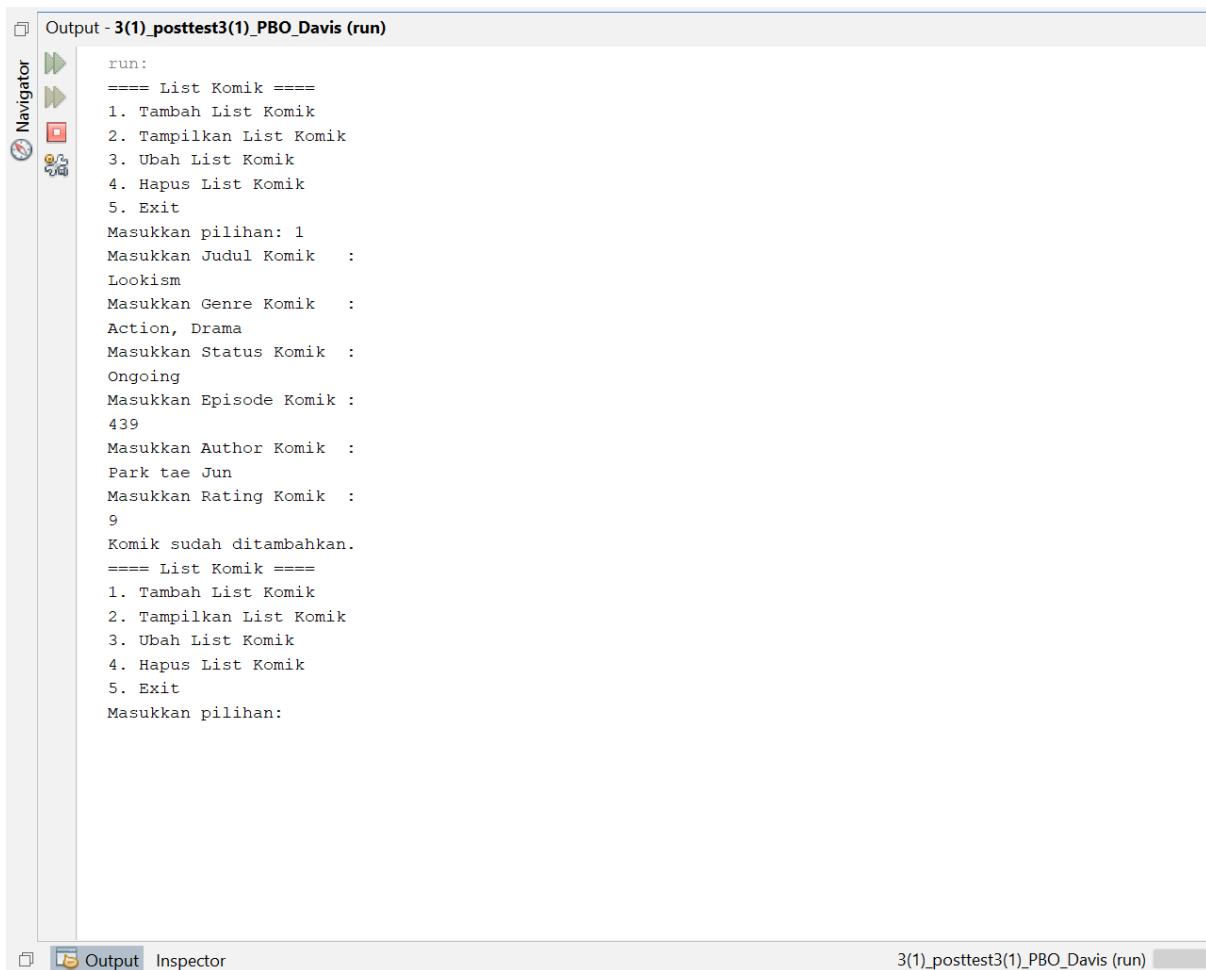 Output - 3(1)_posttest3(1)_PBO_Davis (run)
Navigator
run:
==== List Komik ====
1. Tambah List Komik
2. Tampilkan List Komik
3. Ubah List Komik
4. Hapus List Komik
5. Exit
Masukkan pilihan: 1
Masukkan Judul Komik   :
Lookism
Masukkan Genre Komik   :
Action, Drama
Masukkan Status Komik  :
Ongoing
Masukkan Episode Komik :
439
Masukkan Author Komik  :
Park tae Jun
Masukkan Rating Komik  :
9
Komik sudah ditambahkan.
==== List Komik ====
1. Tambah List Komik
2. Tampilkan List Komik
3. Ubah List Komik
4. Hapus List Komik
5. Exit
Masukkan pilihan:
Output Inspector 3(1)_posttest3(1)_PBO_Davis (run)